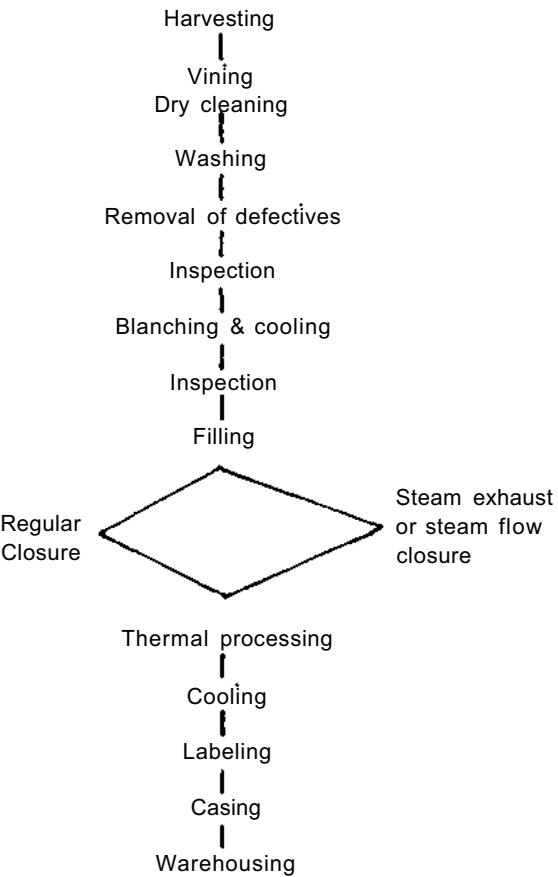 Harvesting
Vining
Dry cleaning
Washing
Removal of defectives
Inspection
Blanching & cooling
Inspection
Filling
Regular
Closure
Steam exhaust
or steam flow
closure
Thermal processing
Cooling
Labeling
Casing
Warehousing